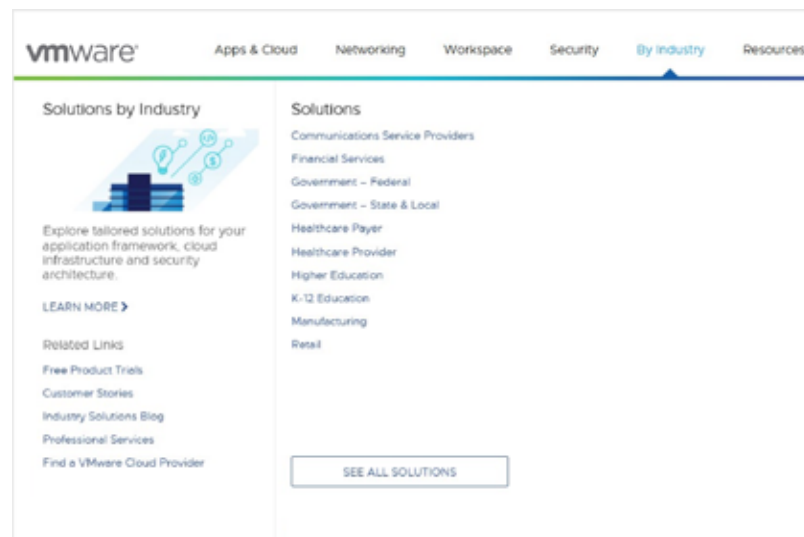 vmware
Apps & Cloud Networking Workspace Security By Industry Resources
Solutions by Industry
Explore tailored solutions for your
application framework, cloud
infrastructure and security
architecture.
LEARN MORE
Related Links
Free Product Trials
Customer Stories
Industry Solutions Blog
Professional Services
Find a VMware Cloud Provider
Solutions
Communications Service Providers
Financial Services
Government – Federal
Government – State & Local
Healthcare Payer
Healthcare Provider
Higher Education
K-12 Education
Manufacturing
Retail
SEE ALL SOLUTIONS